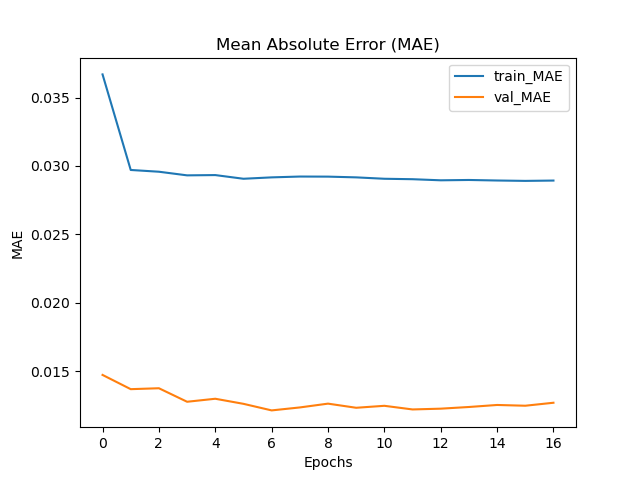 Mean Absolute Error (MAE)
train_MAE
val_MAE
0.035
0.030
0.025
0.020
0.015
MAE
0 2 4 6 8 10 12 14 16
Epochs